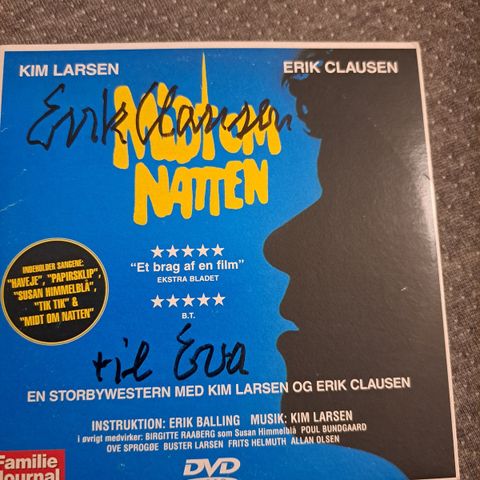 KIM LARSEN
ERIK CLAUSEN
Erik Clausen
MIDT OM
NATTEN
★★★★★
"Et brag af en film"
EKSTRA BLADET
★★★★★
B.T.
INDEHOLDER SANGENE:
"HAVEJE", "PAPIRSKLIP",
"SUSAN HIMMELBLÅ",
"TIK TIK" &
"MIDT OM NATTEN"
til Eva
EN STORBYWESTERN MED KIM LARSEN OG ERIK CLAUSEN
INSTRUKTION: ERIK BALLING MUSIK: KIM LARSEN
i øvrigt medvirker: BIRGITTE RAABERG som Susan Himmelblå POUL BUNDGAARD
OVE SPROGØE BUSTER LARSEN FRITS HELMUTH ALLAN OLSEN
Familie
Journal
DVD